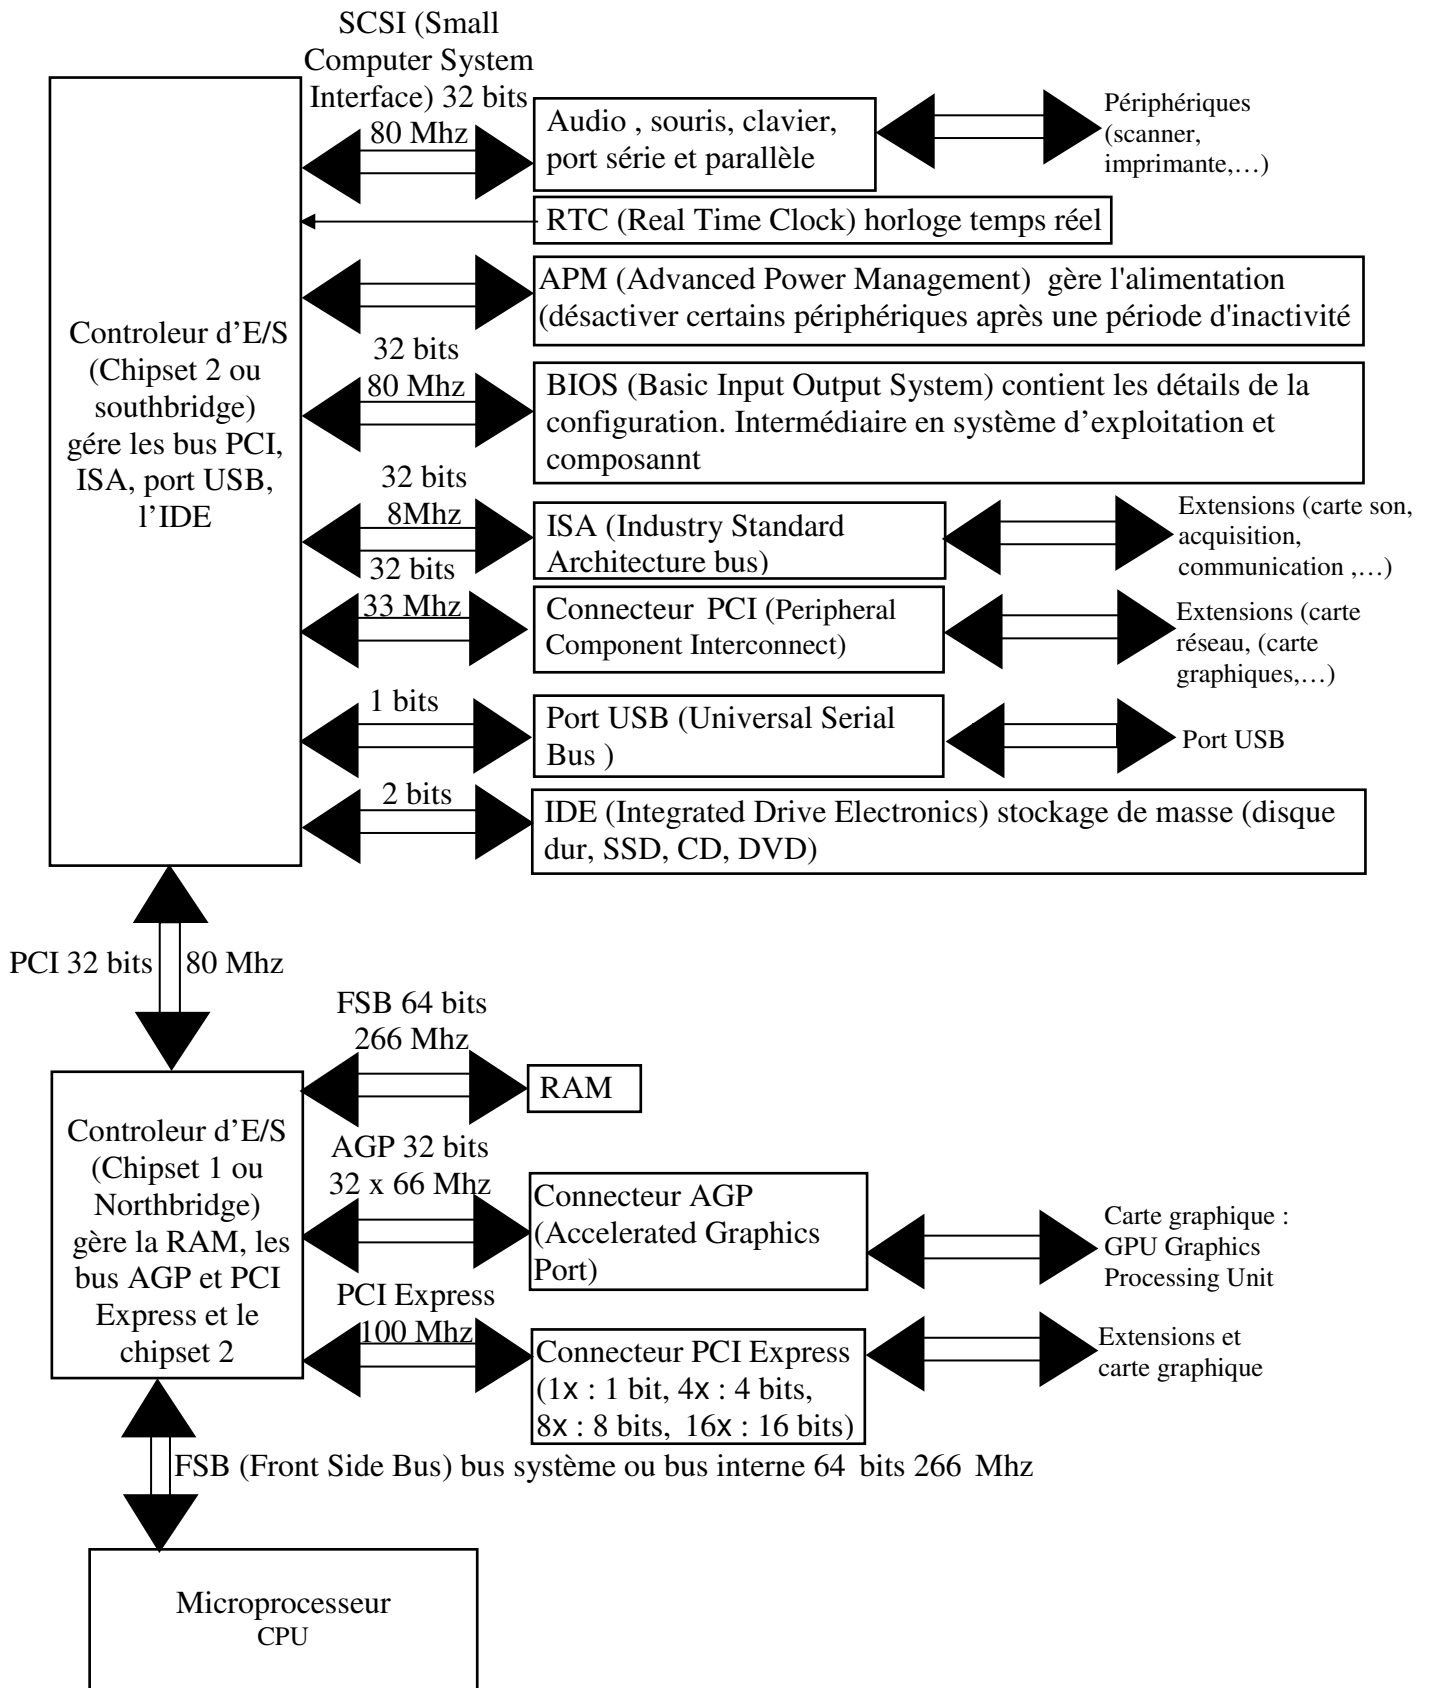 SCSI (Small
Computer System
Interface) 32 bits
80 Mhz
Audio , souris, clavier,
port série et parallèle
Périphériques
(scanner,
imprimante,…)
RTC (Real Time Clock) horloge temps réel
APM (Advanced Power Management)  gère l'alimentation
(désactiver certains périphériques après une période d'inactivité
Controleur d’E/S
(Chipset 2 ou
southbridge)
gére les bus PCI,
ISA, port USB,
l’IDE
32 bits
80 Mhz
BIOS (Basic Input Output System) contient les détails de la
configuration. Intermédiaire en système d’exploitation et
composannt
32 bits
8Mhz
ISA (Industry Standard
Architecture bus)
Extensions (carte son,
acquisition,
communication ,…)
32 bits
33 Mhz
Connecteur  PCI (Peripheral
Component Interconnect)
Extensions (carte
réseau, (carte
graphiques,…)
1 bits
Port USB (Universal Serial
Bus )
Port USB
2 bits
IDE (Integrated Drive Electronics) stockage de masse (disque
dur, SSD, CD, DVD)
PCI 32 bits
80 Mhz
FSB 64 bits
266 Mhz
RAM
Controleur d’E/S
(Chipset 1 ou
Northbridge)
gère la RAM, les
bus AGP et PCI
Express et le
chipset 2
AGP 32 bits
32 x 66 Mhz
Connecteur AGP
(Accelerated Graphics
Port)
Carte graphique :
GPU Graphics
Processing Unit
PCI Express
100 Mhz
Connecteur PCI Express
(1x : 1 bit, 4x : 4 bits,
8x : 8 bits,  16x : 16 bits)
Extensions et
carte graphique
FSB (Front Side Bus) bus système ou bus interne 64  bits 266  Mhz
Microprocesseur
CPU